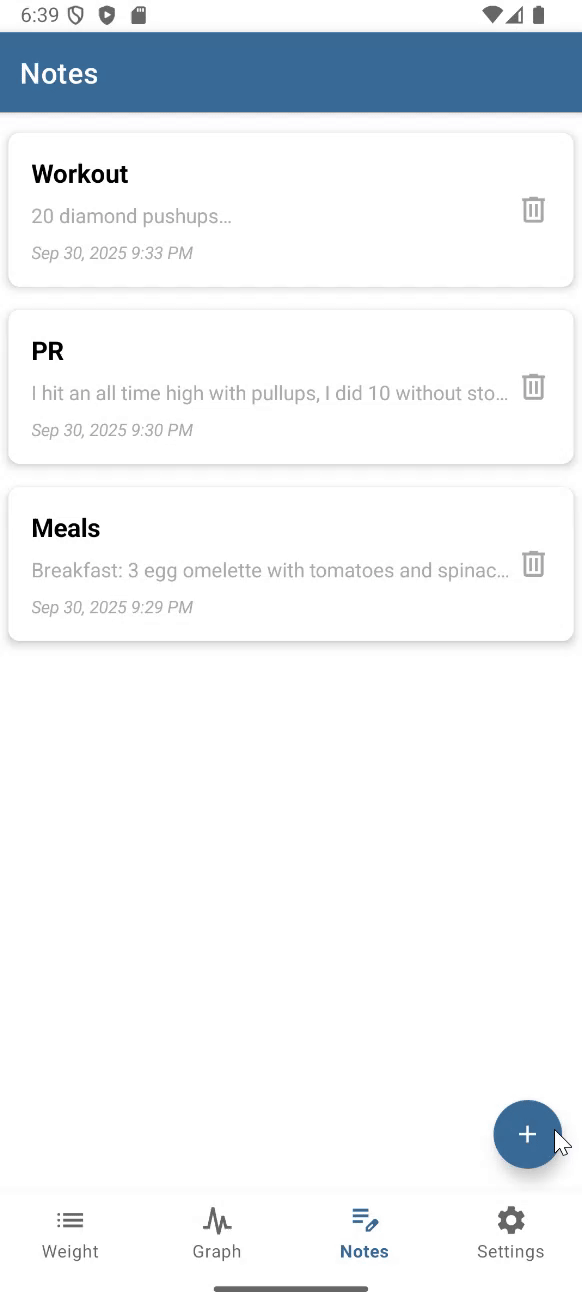 6:39
Notes
Workout
20 diamond pushups...
Sep 30, 2025 9:33 PM
PR
I hit an all time high with pullups, I did 10 without sto...
Sep 30, 2025 9:30 PM
Meals
Breakfast: 3 egg omelette with tomatoes and spinac...
Sep 30, 2025 9:29 PM
+
Weight
Graph
Notes
Settings